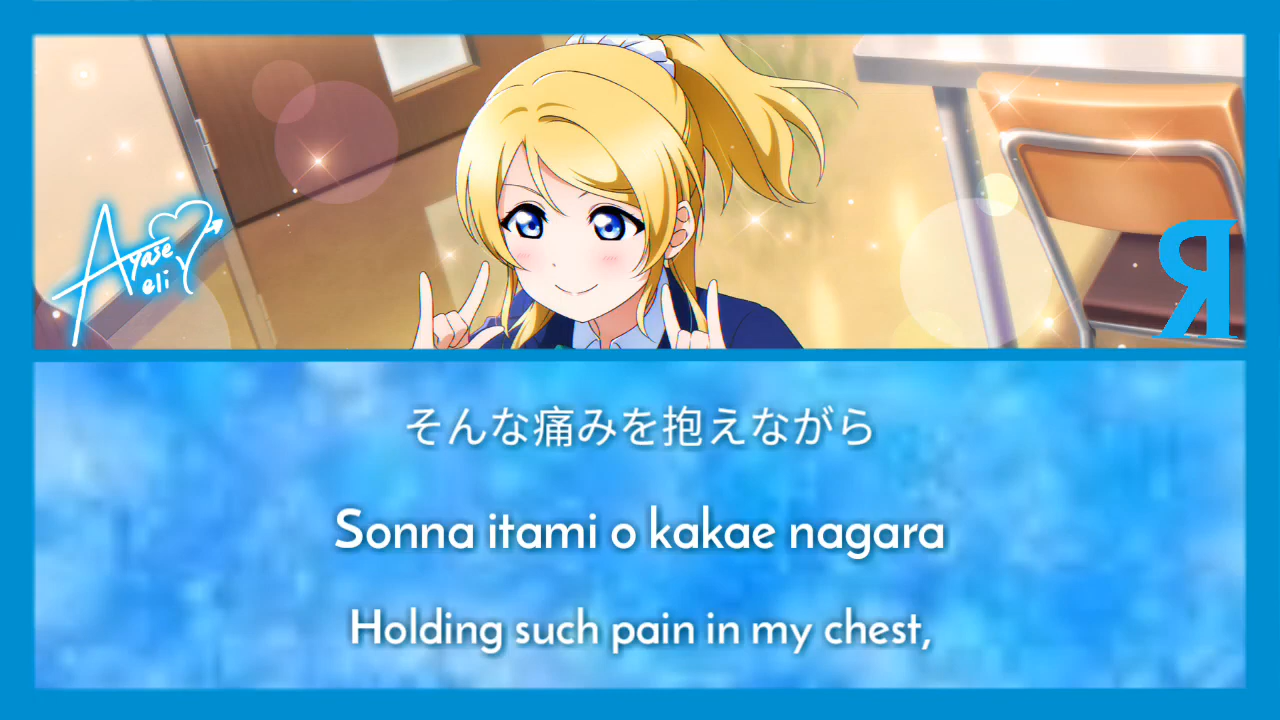 Ayase
eli
Я
そんな痛みを抱えながら
Sonna itami o kakae nagara
Holding such pain in my chest,